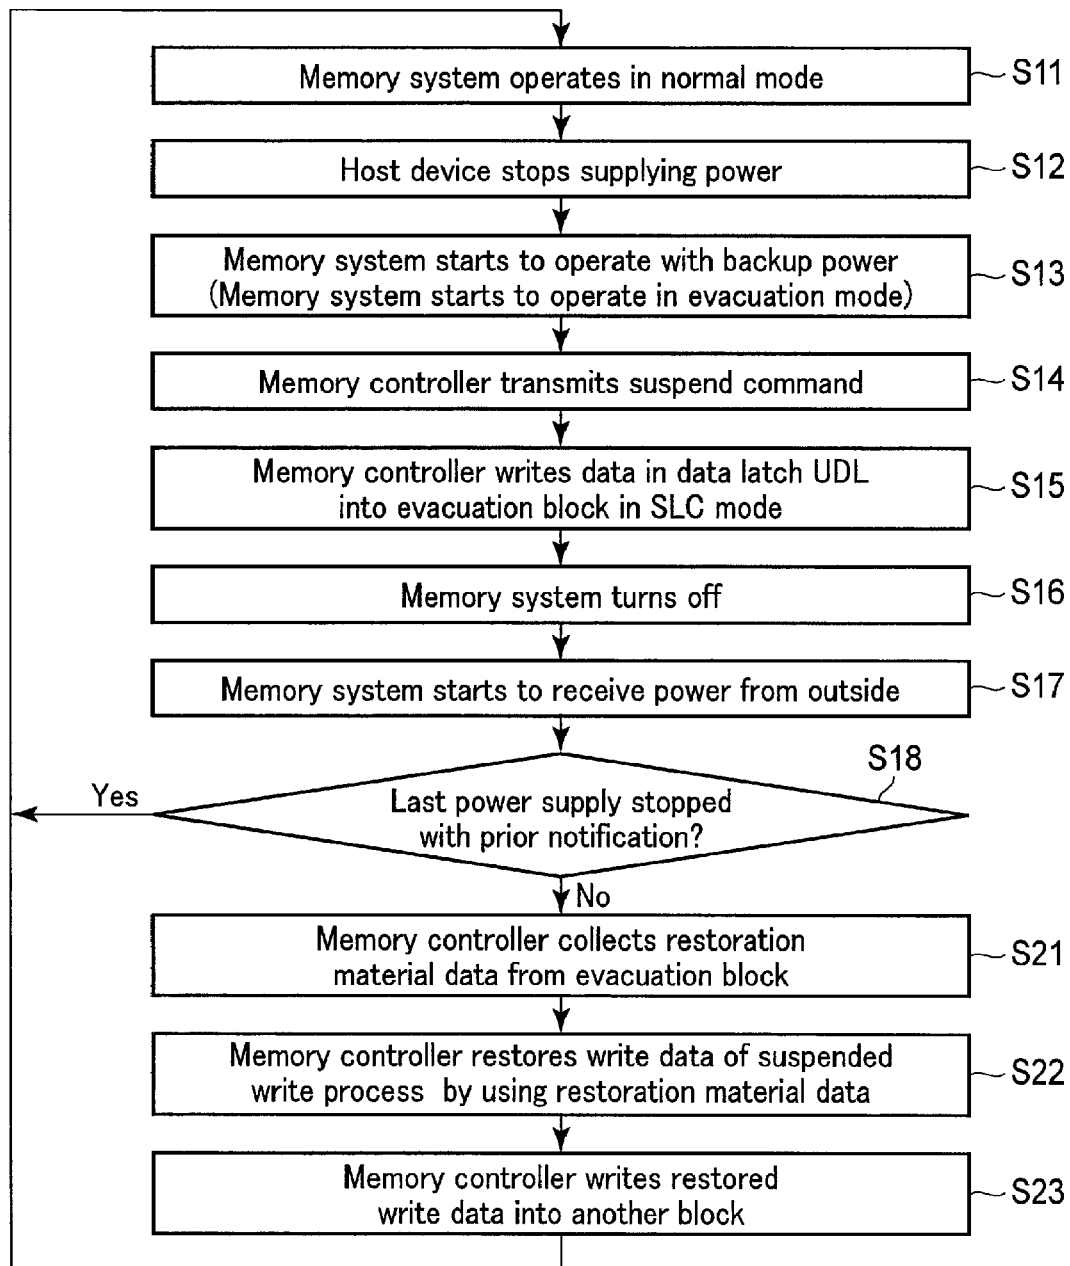 Memory system operates in normal mode
S11
Host device stops supplying power
S12
Memory system starts to operate with backup power
(Memory system starts to operate in evacuation mode)
S13
Memory controller transmits suspend command
S14
Memory controller writes data in data latch UDL
into evacuation block in SLC mode
S15
Memory system turns off
S16
Memory system starts to receive power from outside
S17
S18
Yes
Last power supply stopped
with prior notification?
No
Memory controller collects restoration
material data from evacuation block
S21
Memory controller restores write data of suspended
write process by using restoration material data
S22
Memory controller writes restored
write data into another block
S23